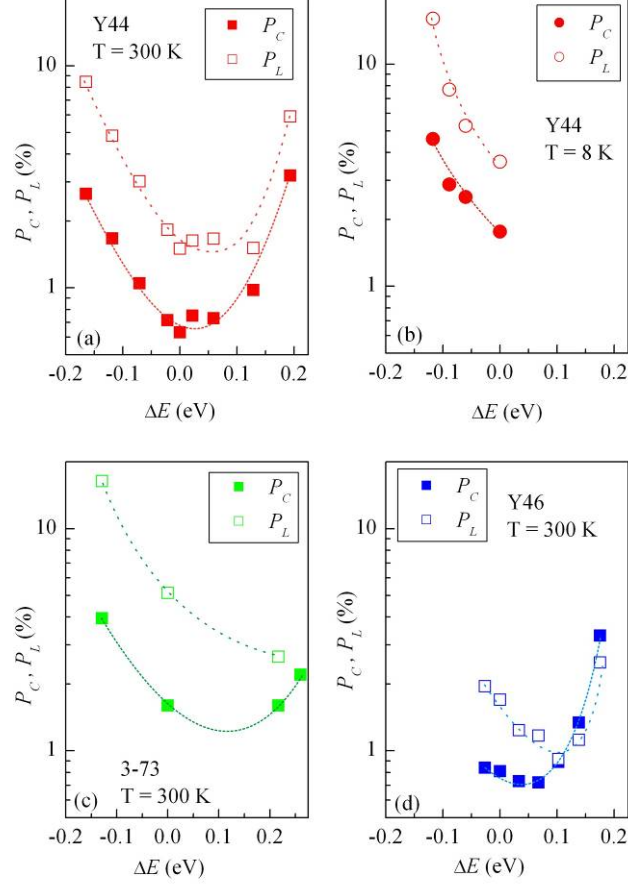 Y44
T = 300 K
P_C
P_L
10
1
P_C, P_L (%)
(a)
-0.2 -0.1 0.0 0.1 0.2
ΔE (eV)
P_C
P_L
Y44
T = 8 K
10
1
P_C, P_L (%)
(b)
-0.2 -0.1 0.0 0.1 0.2
ΔE (eV)
P_C
P_L
10
1
P_C, P_L (%)
3-73
(c) T = 300 K
-0.2 -0.1 0.0 0.1 0.2
ΔE (eV)
P_C
P_L
Y46
T = 300 K
10
1
P_C, P_L (%)
(d)
-0.2 -0.1 0.0 0.1 0.2
ΔE (eV)